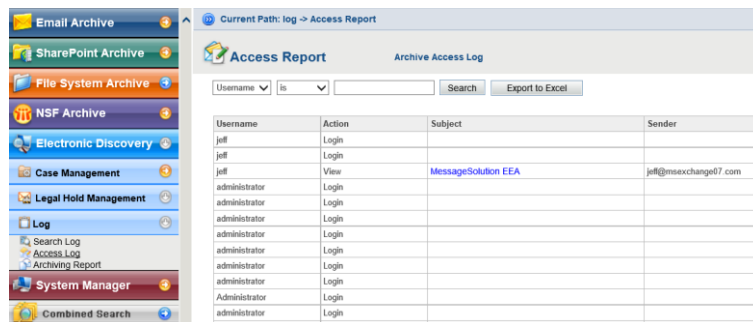 Email Archive
SharePoint Archive
File System Archive
NSF Archive
Electronic Discovery
Case Management
Legal Hold Management
Log
Search Log
Access Log
Archiving Report
System Manager
Combined Search
Current Path: log -> Access Report
Access Report Archive Access Log
Username is Search Export to Excel
Username Action Subject Sender
jeff Login
jeff Login
jeff View MessageSolution EEA jeff@msexchange07.com
administrator Login
administrator Login
administrator Login
administrator Login
administrator Login
administrator Login
administrator Login
Administrator Login
administrator Login